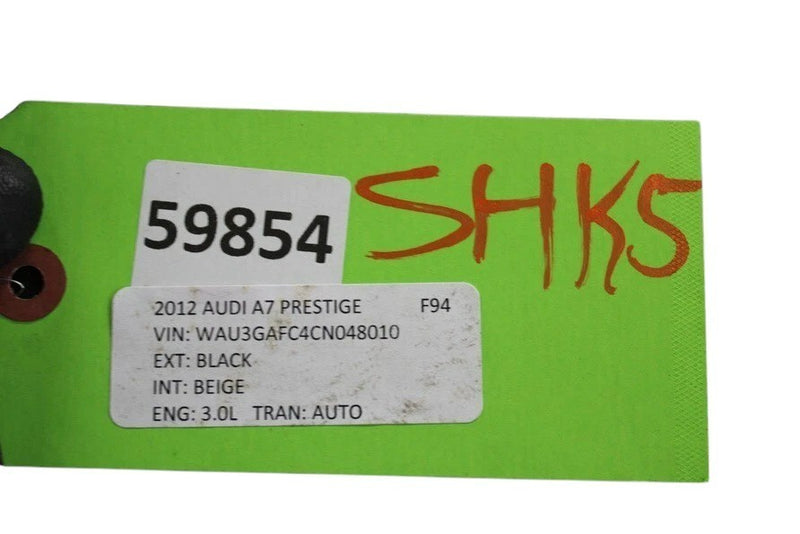 59854
SHK5
2012 AUDI A7 PRESTIGE F94
VIN: WAU3GAFC4CN048010
EXT: BLACK
INT: BEIGE
ENG: 3.0L TRAN: AUTO